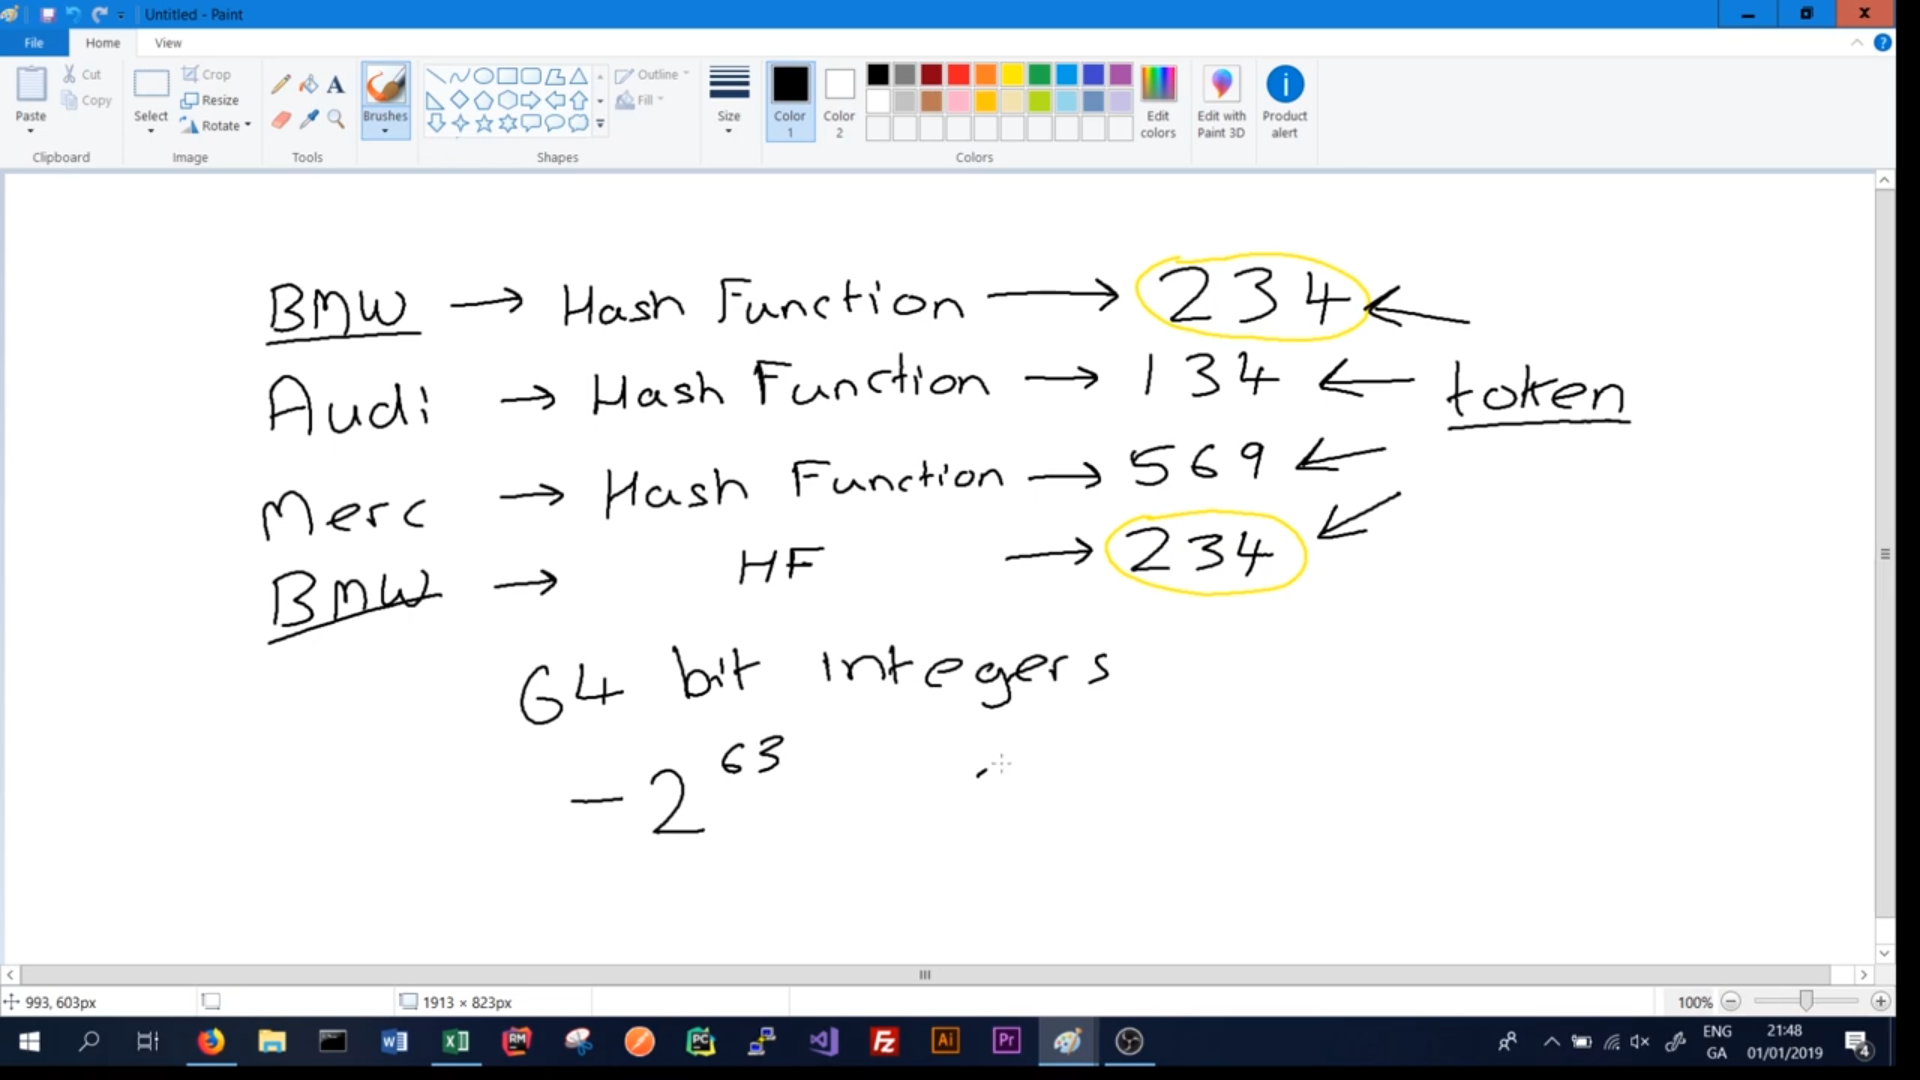 Untitled - Paint
File Home View
Cut
Copy
Paste
Clipboard
Select
Crop
Resize
Rotate
Image
Tools
Brushes
Shapes
Outline
Fill
Size
Color 1
Color 2
Edit colors
Colors
Edit with Paint 3D
Product alert
BMW → Hash Function → 234
Audi → Hash Function → 134
token
Merc → Hash Function → 569
BMW → HF → 234
64 bit integers
-2^63
993, 603px
1913 × 823px
100%
ENG
GA
21:48
01/01/2019
4